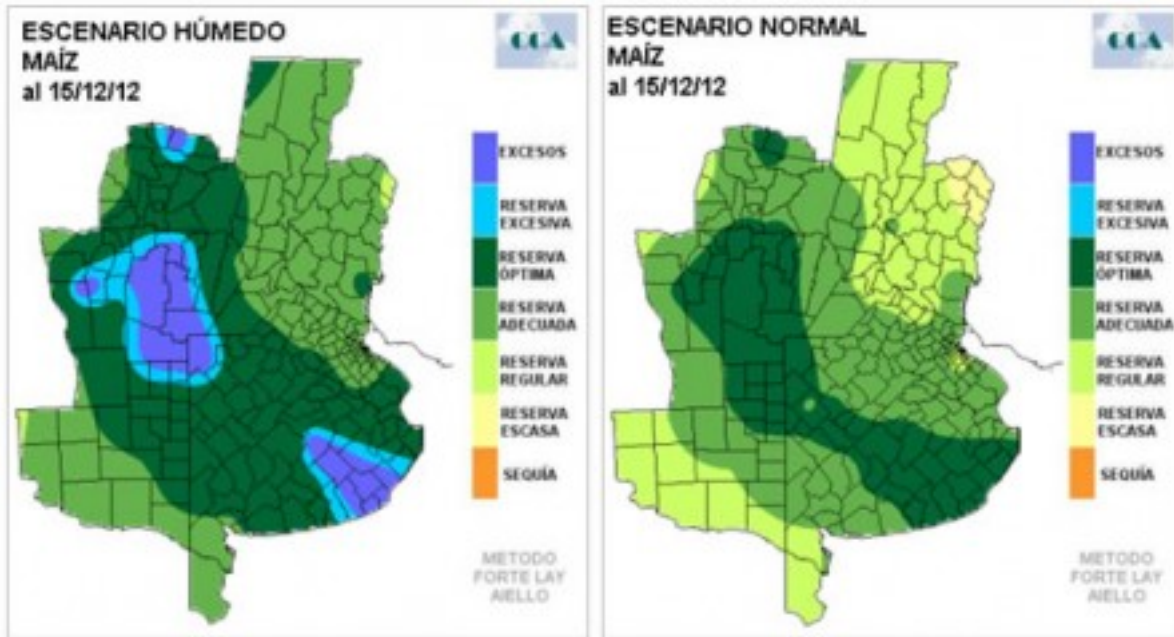 ESCENARIO HÚMEDO
MAÍZ
al 15/12/12
CCA
EXCESOS
RESERVA
EXCESIVA
RESERVA
ÓPTIMA
RESERVA
ADECUADA
RESERVA
REGULAR
RESERVA
ESCASA
SEQUÍA
METODO
FORTE LAY
AIELLO
ESCENARIO NORMAL
MAÍZ
al 15/12/12
CCA
EXCESOS
RESERVA
EXCESIVA
RESERVA
ÓPTIMA
RESERVA
ADECUADA
RESERVA
REGULAR
RESERVA
ESCASA
SEQUÍA
METODO
FORTE LAY
AIELLO